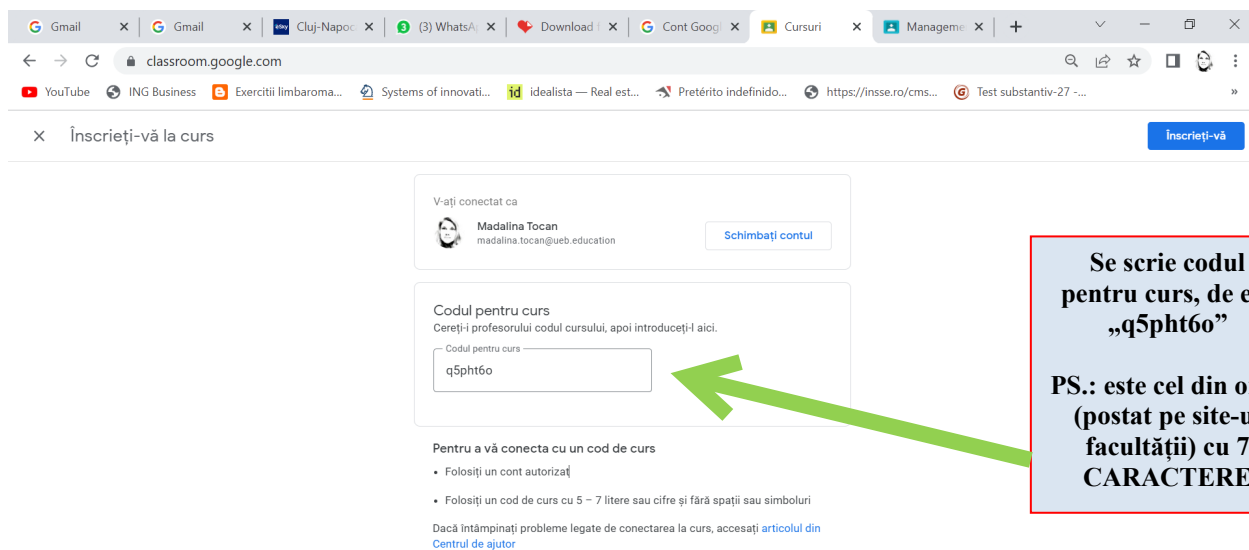 Gmail Gmail Cluj-Napoc (3) WhatsA Download Cont Googl Cursuri Manageme
classroom.google.com
YouTube ING Business Exercitii limbaroma... Systems of innovati... idealista — Real est... Pretérito indefinido... https://insse.ro/cms... Test substantiv-27 -... »
Înscrieți-vă la curs
Înscrieți-vă
V-ați conectat ca
Madalina Tocan
madalina.tocan@ueb.education
Schimbați contul
Codul pentru curs
Cereți-i profesorului codul cursului, apoi introduceți-l aici.
Codul pentru curs
q5pht6o
Pentru a vă conecta cu un cod de curs
• Folosiți un cont autorizat
• Folosiți un cod de curs cu 5 – 7 litere sau cifre și fără spații sau simboluri
Dacă întâmpinați probleme legate de conectarea la curs, accesați articolul din
Centrul de ajutor
Se scrie codul
pentru curs, de e
„q5pht6o”
PS.: este cel din o
(postat pe site-u
facultății) cu 7
CARACTERE